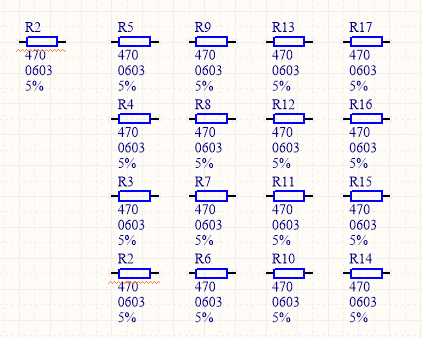 R2 R5 R9 R13 R17
470 470 470 470 470
0603 0603 0603 0603 0603
5% 5% 5% 5% 5%
R4 R8 R12 R16
470 470 470 470
0603 0603 0603 0603
5% 5% 5% 5%
R3 R7 R11 R15
470 470 470 470
0603 0603 0603 0603
5% 5% 5% 5%
R2 R6 R10 R14
470 470 470 470
0603 0603 0603 0603
5% 5% 5% 5%